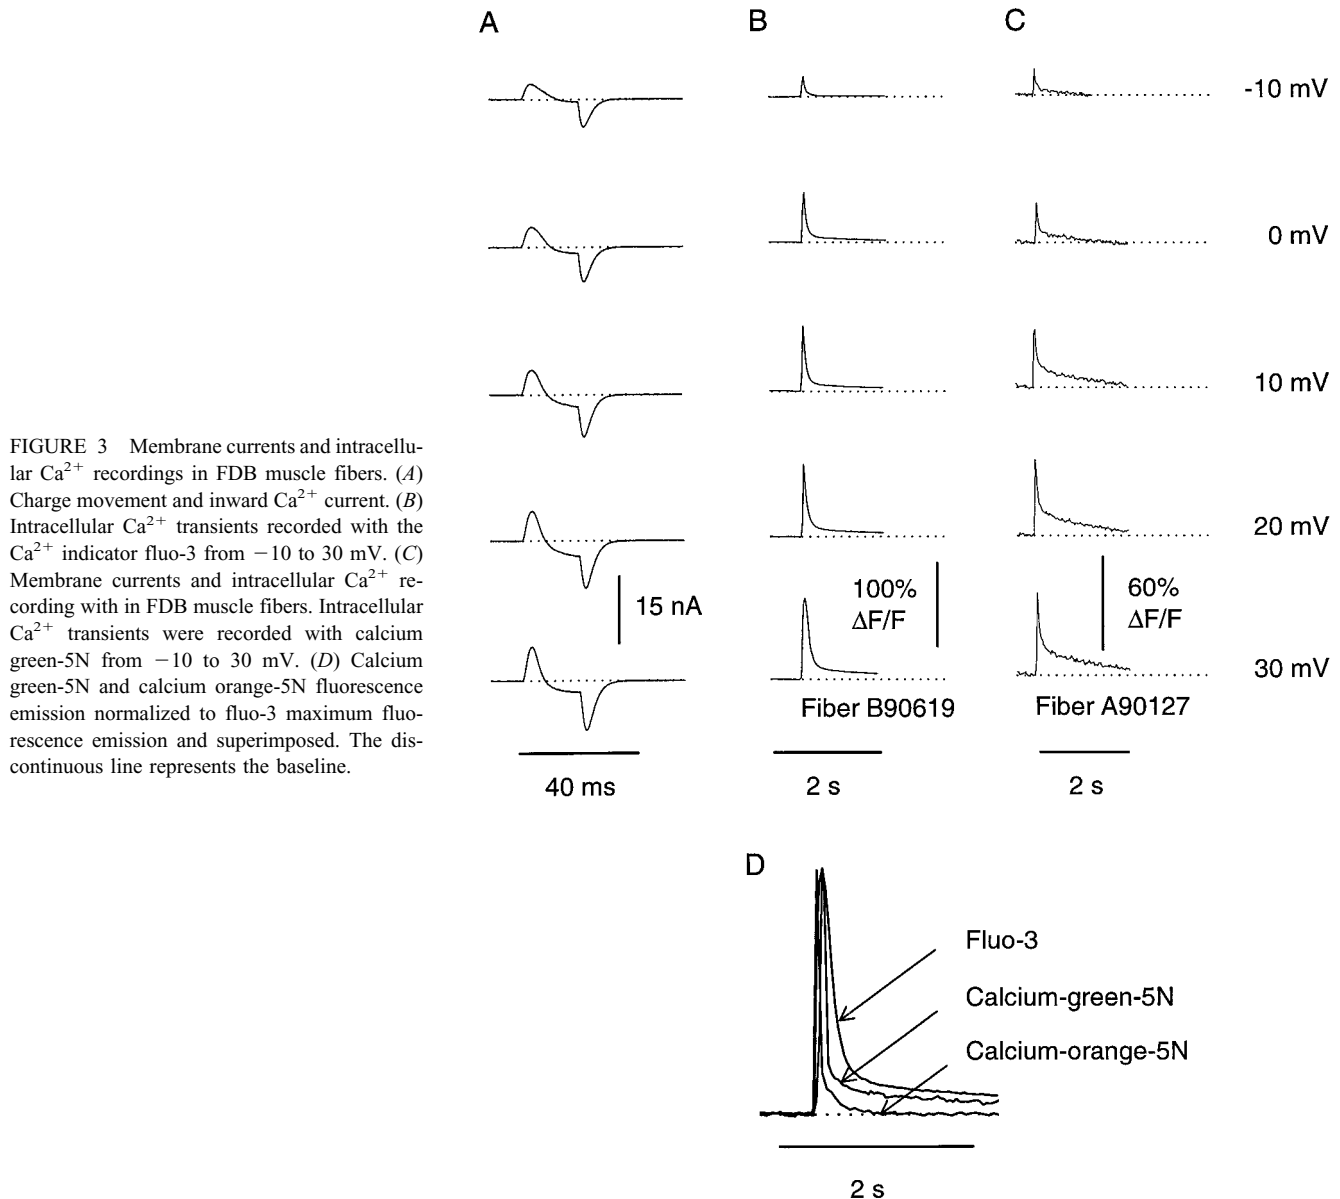 A
B
C
-10 mV
0 mV
10 mV
20 mV
30 mV
15 nA
100%
ΔF/F
60%
ΔF/F
Fiber B90619
Fiber A90127
40 ms
2 s
2 s
FIGURE 3 Membrane currents and intracellu-
lar Ca²⁺ recordings in FDB muscle fibers. (A)
Charge movement and inward Ca²⁺ current. (B)
Intracellular Ca²⁺ transients recorded with the
Ca²⁺ indicator fluo-3 from −10 to 30 mV. (C)
Membrane currents and intracellular Ca²⁺ re-
cording with in FDB muscle fibers. Intracellular
Ca²⁺ transients were recorded with calcium
green-5N from −10 to 30 mV. (D) Calcium
green-5N and calcium orange-5N fluorescence
emission normalized to fluo-3 maximum fluo-
rescence emission and superimposed. The dis-
continuous line represents the baseline.
D
Fluo-3
Calcium-green-5N
Calcium-orange-5N
2 s